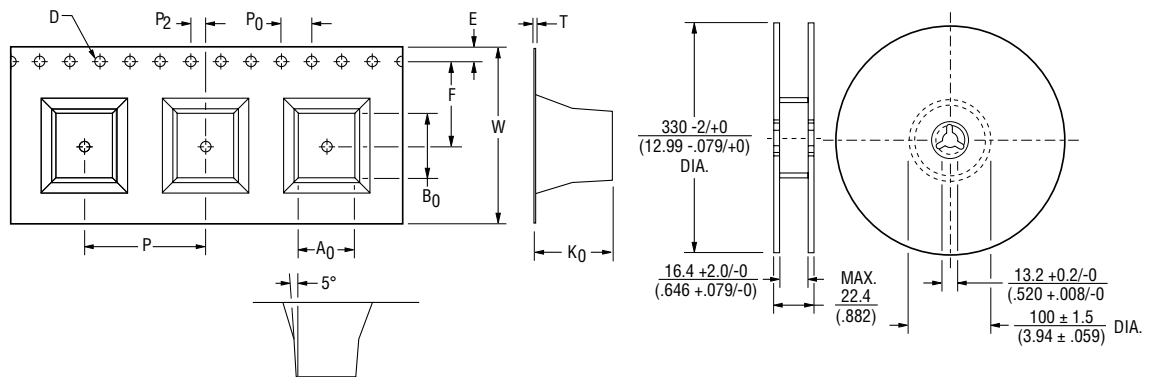 D
P2
P0
E
T
F
W
B0
P
A0
K0
5°
330 -2/+0
(12.99 -.079/+0)
DIA.
16.4 +2.0/-0
(.646 +.079/-0)
MAX.
22.4
(.882)
13.2 +0.2/-0
(.520 +.008/-0
100 ± 1.5
(3.94 ± .059)
DIA.